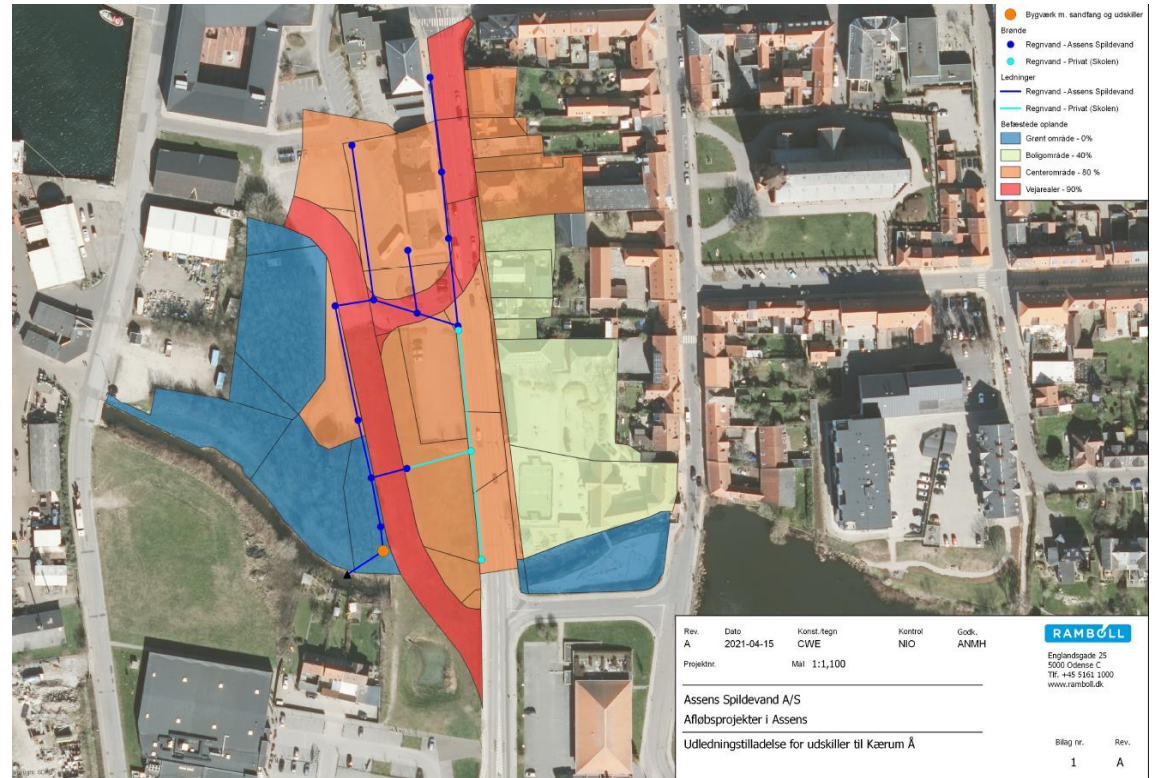 Bygværk m. sandfang og udskiller
Brønde
Regnvand - Assens Spildevand
Regnvand - Privat (Skolen)
Ledninger
Regnvand - Assens Spildevand
Regnvand - Privat (Skolen)
Befæstede oplande
Grønt område - 0%
Boligområde - 40%
Centerområde - 80 %
Vejarealer - 90%
Rev. Dato Konst./tegn Kontrol Godk.
A 2021-04-15 CWE NIO ANMH
Projektnr. Mål 1:1,100
RAMBOLL
Englandsgade 25
5000 Odense C
Tlf. +45 5161 1000
www.ramboll.dk
Assens Spildevand A/S
Afløbsprojekter i Assens
Udledningstilladelse for udskiller til Kærum Å
Bilag nr. Rev.
1 A